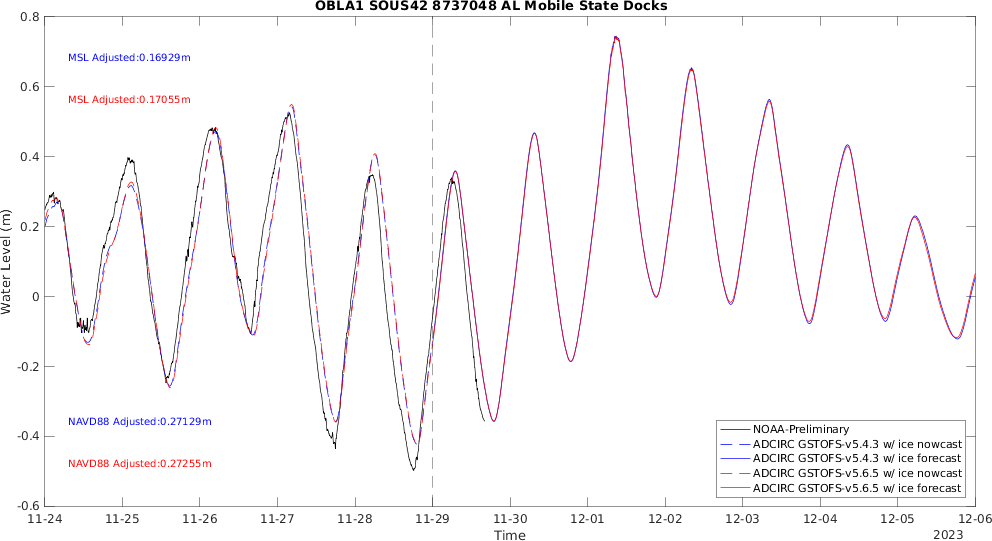 OBLA1 SOUS42 8737048 AL Mobile State Docks
0.8
MSL Adjusted:0.16929m
0.6
MSL Adjusted:0.17055m
0.4
0.2
Water Level (m)
0
-0.2
NAVD88 Adjusted:0.27129m
-0.4
NAVD88 Adjusted:0.27255m
-0.6
NOAA-Preliminary
ADCIRC GSTOFS-v5.4.3 w/ ice nowcast
ADCIRC GSTOFS-v5.4.3 w/ ice forecast
ADCIRC GSTOFS-v5.6.5 w/ ice nowcast
ADCIRC GSTOFS-v5.6.5 w/ ice forecast
11-24 11-25 11-26 11-27 11-28 11-29 11-30 12-01 12-02 12-03 12-04 12-05 12-06
Time
2023